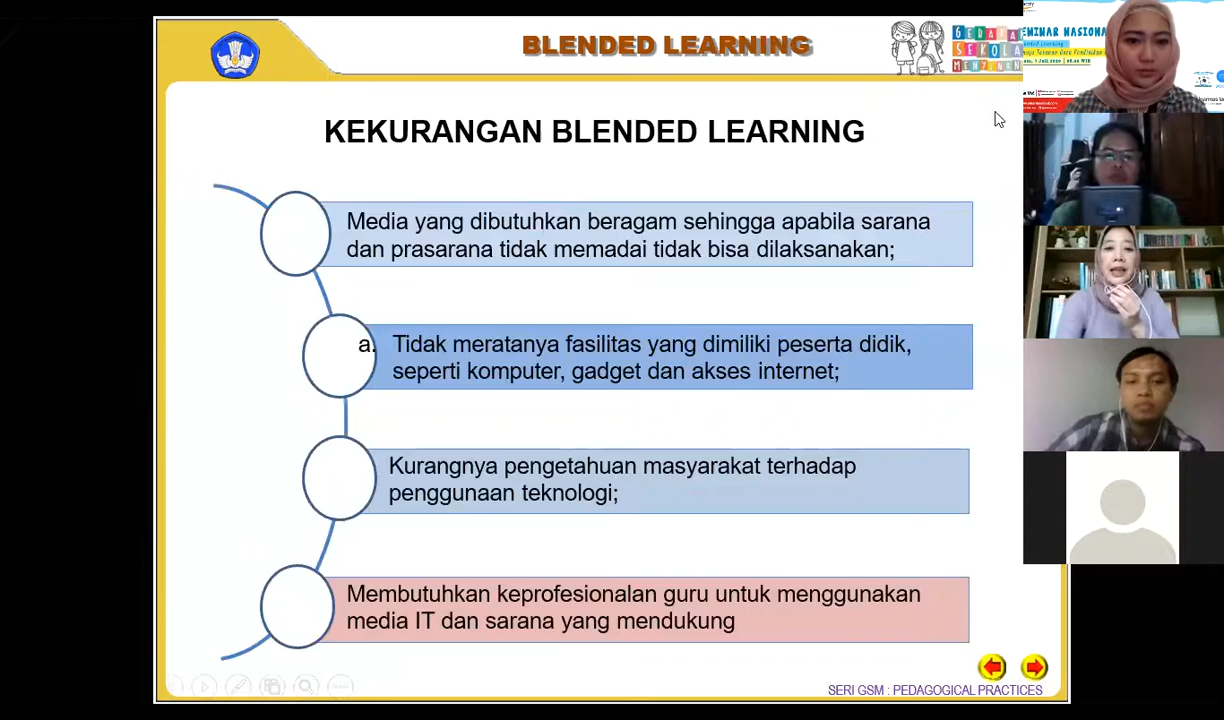 BLENDED LEARNING
GERAKAN
SEKOLAH
KEKURANGAN BLENDED LEARNING
Media yang dibutuhkan beragam sehingga apabila sarana
dan prasarana tidak memadai tidak bisa dilaksanakan;
a. Tidak meratanya fasilitas yang dimiliki peserta didik,
seperti komputer, gadget dan akses internet;
Kurangnya pengetahuan masyarakat terhadap
penggunaan teknologi;
Membutuhkan keprofesionalan guru untuk menggunakan
media IT dan sarana yang mendukung
SERI GSM : PEDAGOGICAL PRACTICES